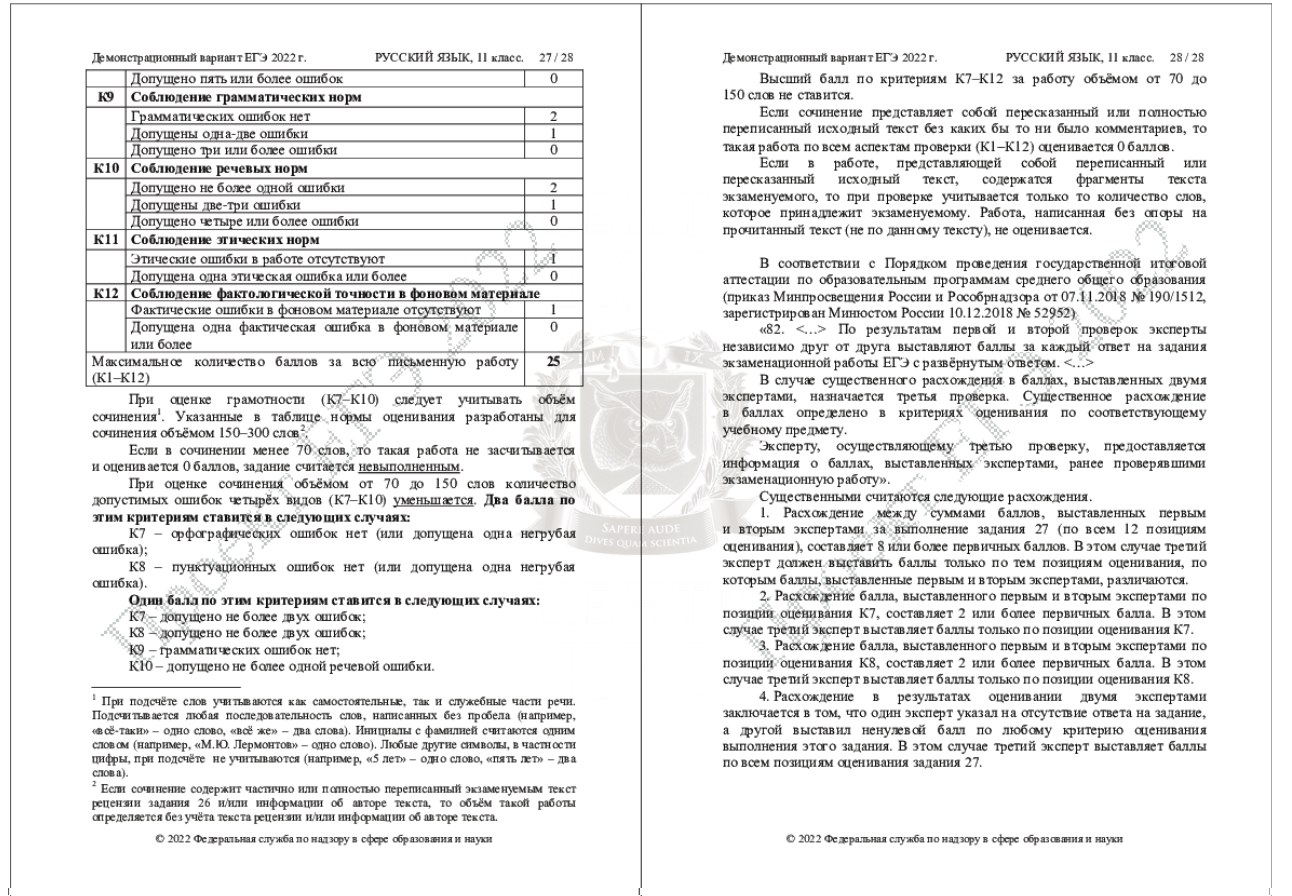 Демонстрационный вариант ЕГЭ 2022 г. РУССКИЙ ЯЗЫК, 11 класс. 27 / 28
Допущено пять или более ошибок 0
К9 Соблюдение грамматических норм
Грамматических ошибок нет 2
Допущены одна-две ошибки 1
Допущено три или более ошибки 0
К10 Соблюдение речевых норм
Допущено не более одной ошибки 2
Допущены две-три ошибки 1
Допущено четыре или более ошибки 0
К11 Соблюдение этических норм
Этические ошибки в работе отсутствуют 1
Допущена одна этическая ошибка или более 0
К12 Соблюдение фактологической точности в фоновом материале
Фактические ошибки в фоновом материале отсутствуют 1
Допущена одна фактическая ошибка в фоновом материале 0
или более
Максимальное количество баллов за всю письменную работу 25
(К1–К12)
При оценке грамотности (К7–К10) следует учитывать объём
сочинения¹. Указанные в таблице нормы оценивания разработаны для
сочинения объёмом 150–300 слов².
Если в сочинении менее 70 слов, то такая работа не засчитывается
и оценивается 0 баллов, задание считается невыполненным.
При оценке сочинения объёмом от 70 до 150 слов количество
допустимых ошибок четырёх видов (К7–К10) уменьшается. Два балла по
этим критериям ставится в следующих случаях:
К7 – орфографических ошибок нет (или допущена одна негрубая
ошибка);
К8 – пунктуационных ошибок нет (или допущена одна негрубая
ошибка).
Один балл по этим критериям ставится в следующих случаях:
К7 – допущено не более двух ошибок;
К8 – допущено не более двух ошибок;
К9 – грамматических ошибок нет;
К10 – допущено не более одной речевой ошибки.
¹ При подсчёте слов учитываются как самостоятельные, так и служебные части речи.
Подсчитывается любая последовательность слов, написанных без пробела (например,
«всё-таки» – одно слово, «всё же» – два слова). Инициалы с фамилией считаются одним
словом (например, «М.Ю. Лермонтов» – одно слово). Любые другие символы, в частности
цифры, при подсчёте не учитываются (например, «5 лет» – одно слово, «пять лет» – два
слова).
² Если сочинение содержит частично или полностью переписанный экзаменуемым текст
рецензии задания 26 и/или информации об авторе текста, то объём такой работы
определяется без учёта текста рецензии и/или информации об авторе текста.
© 2022 Федеральная служба по надзору в сфере образования и науки
Демонстрационный вариант ЕГЭ 2022 г. РУССКИЙ ЯЗЫК, 11 класс. 28 / 28
Высший балл по критериям К7–К12 за работу объёмом от 70 до
150 слов не ставится.
Если сочинение представляет собой пересказанный или полностью
переписанный исходный текст без каких бы то ни было комментариев, то
такая работа по всем аспектам проверки (К1–К12) оценивается 0 баллов.
Если в работе, представляющей собой переписанный или
пересказанный исходный текст, содержатся фрагменты текста
экзаменуемого, то при проверке учитывается только то количество слов,
которое принадлежит экзаменуемому. Работа, написанная без опоры на
прочитанный текст (не по данному тексту), не оценивается.
В соответствии с Порядком проведения государственной итоговой
аттестации по образовательным программам среднего общего образования
(приказ Минпросвещения России и Рособрнадзора от 07.11.2018 № 190/1512,
зарегистрирован Минюстом России 10.12.2018 № 52952)
«82. <…> По результатам первой и второй проверок эксперты
независимо друг от друга выставляют баллы за каждый ответ на задания
экзаменационной работы ЕГЭ с развёрнутым ответом. <…>
В случае существенного расхождения в баллах, выставленных двумя
экспертами, назначается третья проверка. Существенное расхождение
в баллах определено в критериях оценивания по соответствующему
учебному предмету.
Эксперту, осуществляющему третью проверку, предоставляется
информация о баллах, выставленных экспертами, ранее проверявшими
экзаменационную работу».
Существенными считаются следующие расхождения.
1. Расхождение между суммами баллов, выставленных первым
и вторым экспертами за выполнение задания 27 (по всем 12 позициям
оценивания), составляет 8 или более первичных баллов. В этом случае третий
эксперт должен выставить баллы только по тем позициям оценивания, по
которым баллы, выставленные первым и вторым экспертами, различаются.
2. Расхождение балла, выставленного первым и вторым экспертами по
позиции оценивания К7, составляет 2 или более первичных балла. В этом
случае третий эксперт выставляет баллы только по позиции оценивания К7.
3. Расхождение балла, выставленного первым и вторым экспертами по
позиции оценивания К8, составляет 2 или более первичных балла. В этом
случае третий эксперт выставляет баллы только по позиции оценивания К8.
4. Расхождение в результатах оценивании двумя экспертами
заключается в том, что один эксперт указал на отсутствие ответа на задание,
а другой выставил ненулевой балл по любому критерию оценивания
выполнения этого задания. В этом случае третий эксперт выставляет баллы
по всем позициям оценивания задания 27.
© 2022 Федеральная служба по надзору в сфере образования и науки
Проект ЕГЭ 2022
Проект ЕГЭ 2022
SAPERE AUDE
DIVES QUAM SCIENTIA